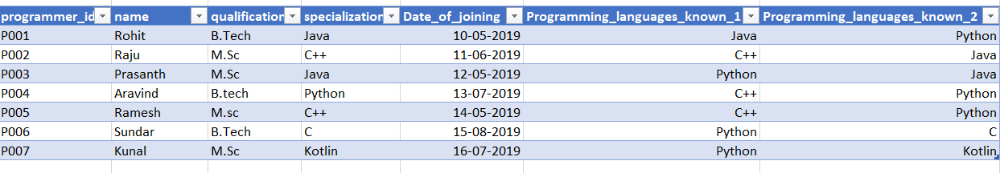 programmer_id name qualification specialization Date_of_joining Programming_languages_known_1 Programming_languages_known_2
P001 Rohit B.Tech Java 10-05-2019 Java Python
P002 Raju M.Sc C++ 11-06-2019 C++ Java
P003 Prasanth M.Sc Java 12-05-2019 Python Java
P004 Aravind B.tech Python 13-07-2019 C++ Python
P005 Ramesh M.sc C++ 14-05-2019 C++ Python
P006 Sundar B.Tech C 15-08-2019 Python C
P007 Kunal M.Sc Kotlin 16-07-2019 Python Kotlin